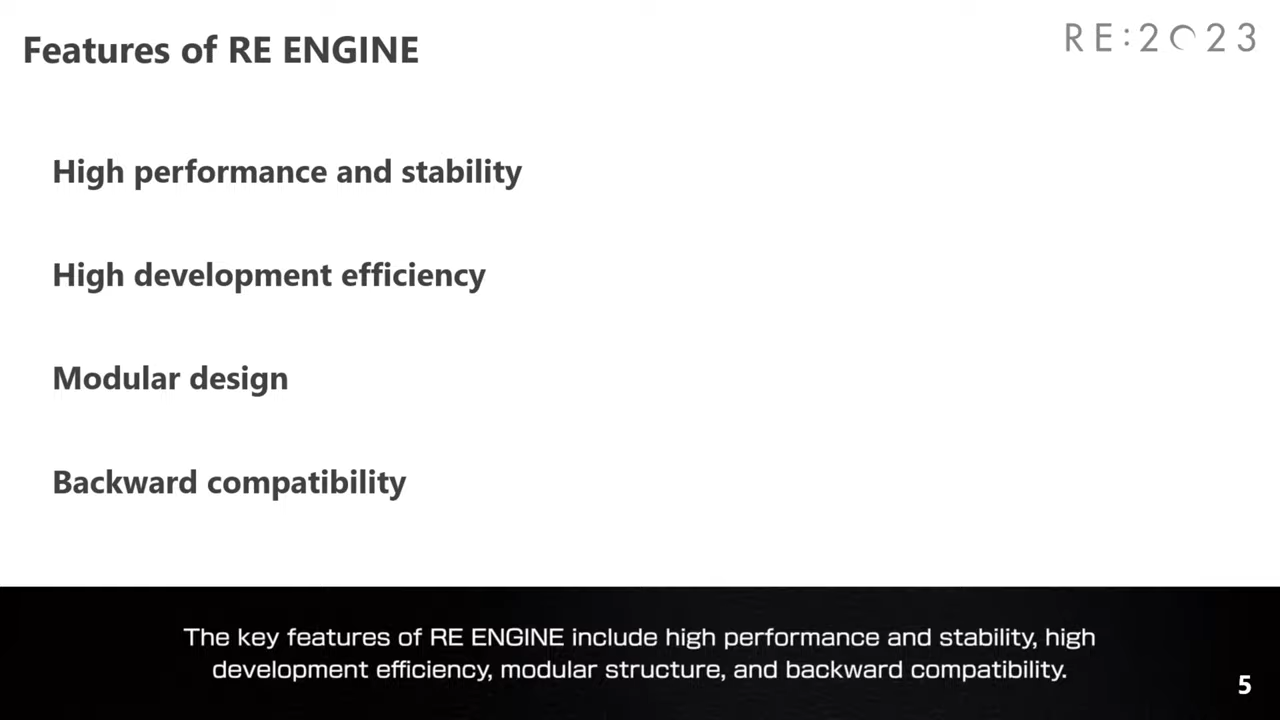 Features of RE ENGINE
RE:2023
High performance and stability
High development efficiency
Modular design
Backward compatibility
The key features of RE ENGINE include high performance and stability, high
development efficiency, modular structure, and backward compatibility.
5